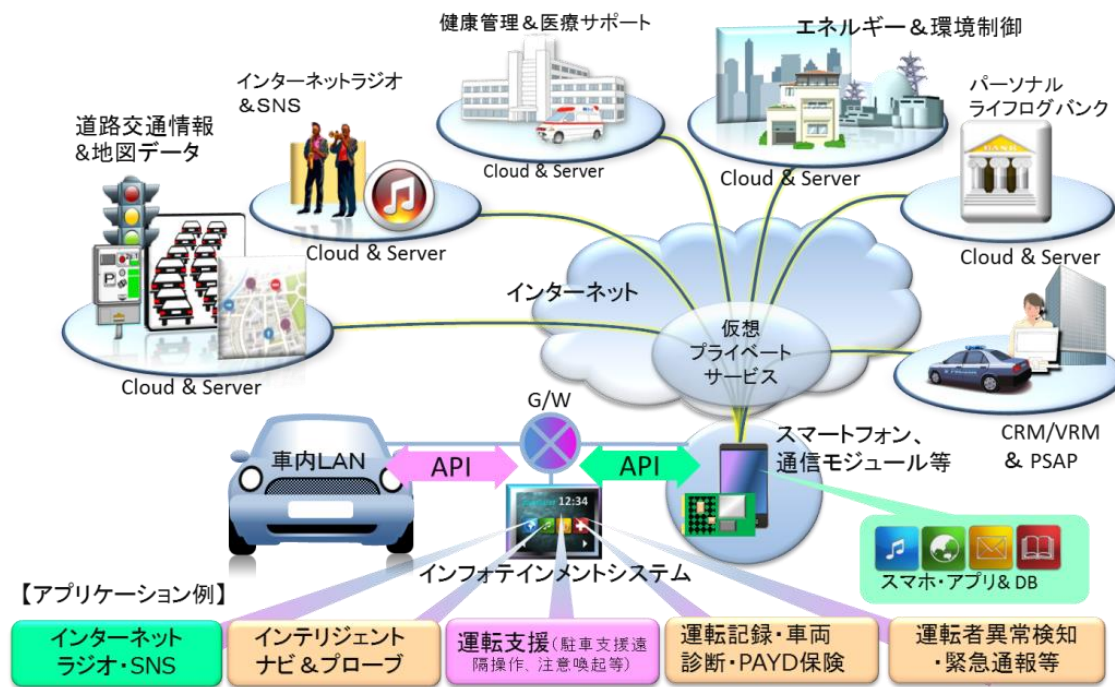 健康管理＆医療サポート
エネルギー＆環境制御
インターネットラジオ
＆SNS
パーソナル
ライフログバンク
道路交通情報
&地図データ
Cloud & Server
Cloud & Server
BANK
Cloud & Server
Cloud & Server
P
インターネット
仮想
プライベート
サービス
Cloud & Server
G/W
CRM/VRM
& PSAP
スマートフォン、
通信モジュール等
車内LAN
API
API
12:34
スマホ・アプリ& DB
インフォテインメントシステム
【アプリケーション例】
インターネット
ラジオ・SNS
インテリジェント
ナビ＆プローブ
運転支援（駐車支援遠
隔操作、注意喚起等）
運転記録・車両
診断・PAYD保険
運転者異常検知
・緊急通報等